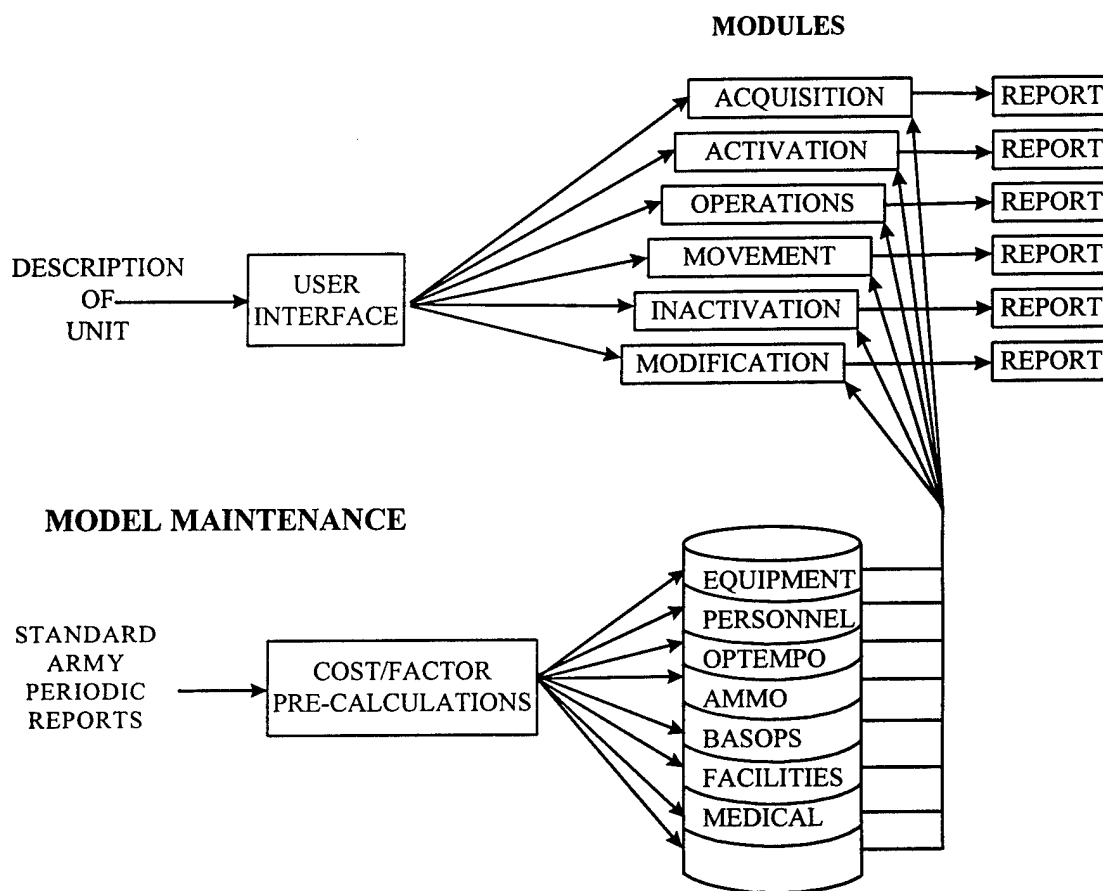 MODULES
ACQUISITION
REPORT
ACTIVATION
REPORT
OPERATIONS
REPORT
MOVEMENT
REPORT
INACTIVATION
REPORT
MODIFICATION
REPORT
DESCRIPTION
OF
UNIT
USER
INTERFACE
MODEL MAINTENANCE
STANDARD
ARMY
PERIODIC
REPORTS
COST/FACTOR
PRE-CALCULATIONS
EQUIPMENT
PERSONNEL
OPTEMPO
AMMO
BASOPS
FACILITIES
MEDICAL